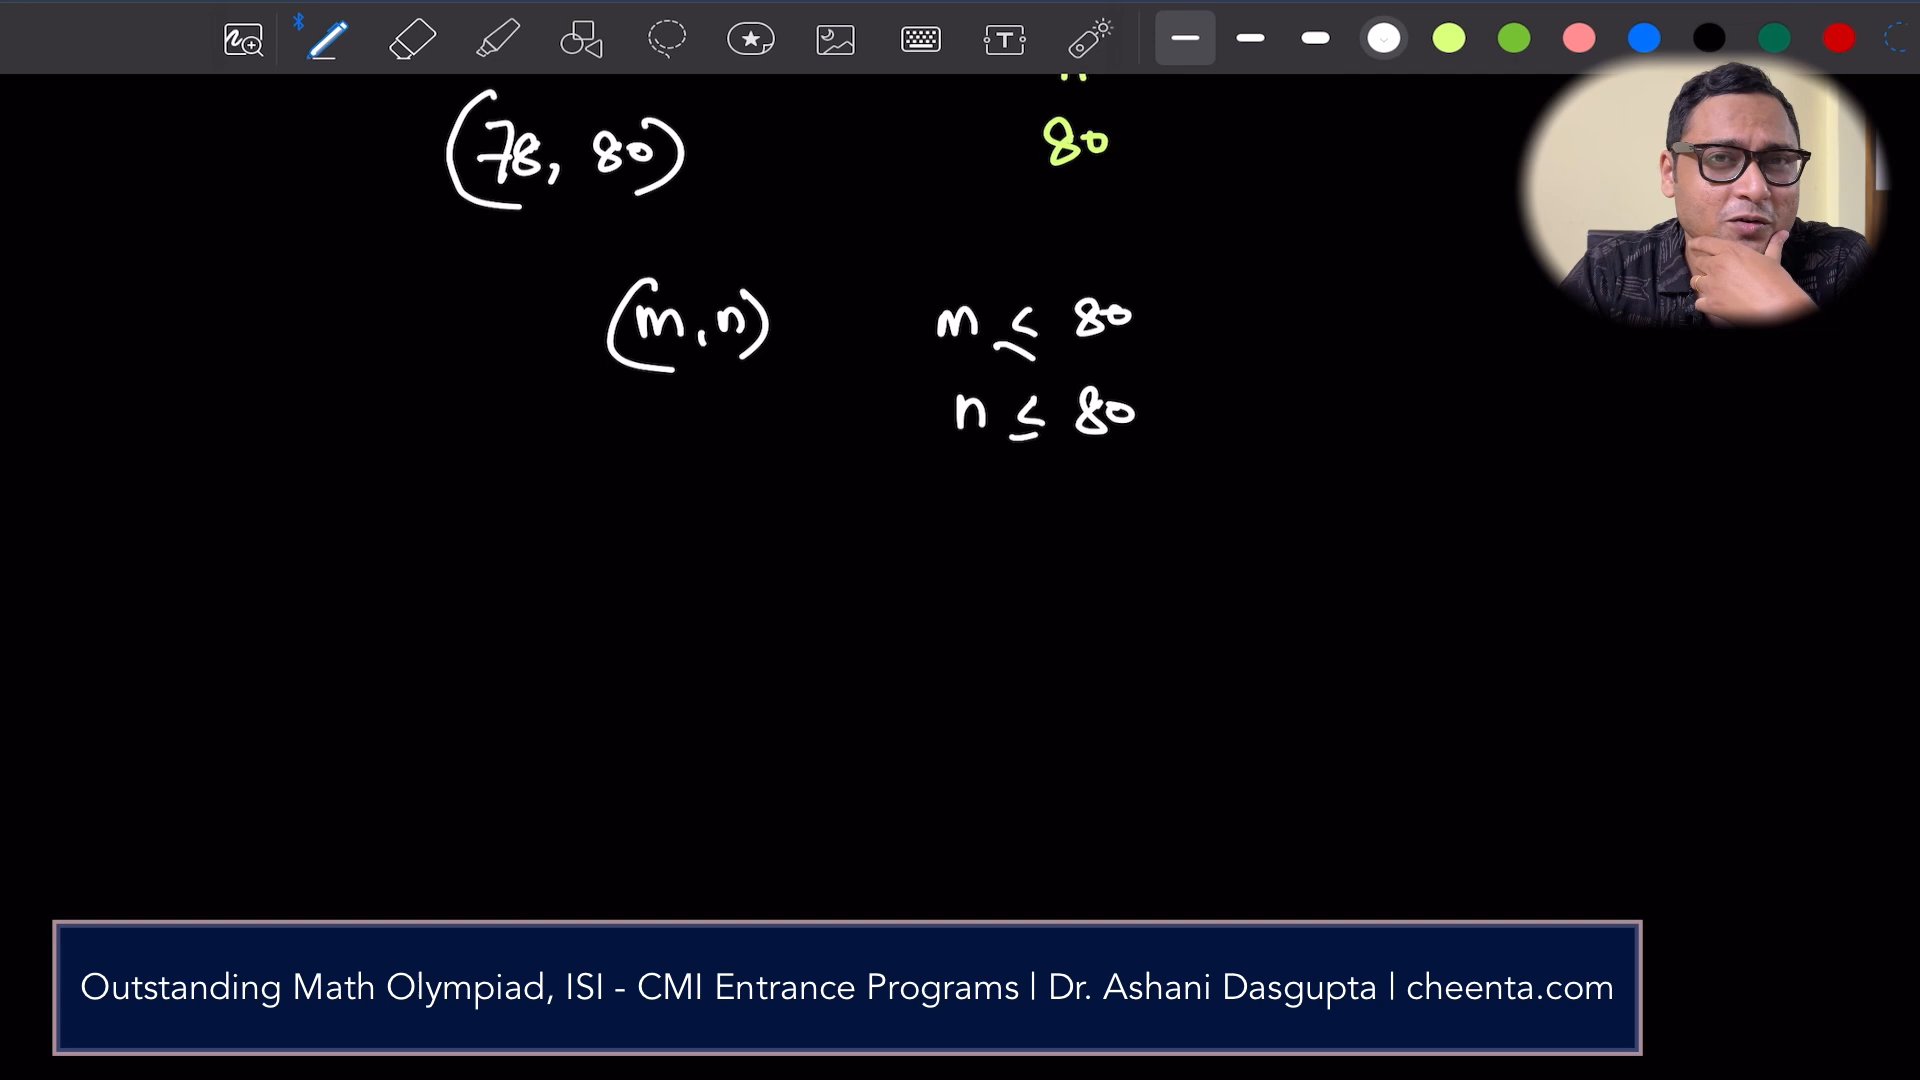 (78, 80)
80
(m, n)
m ≤ 80
n ≤ 80
Outstanding Math Olympiad, ISI - CMI Entrance Programs | Dr. Ashani Dasgupta | cheenta.com